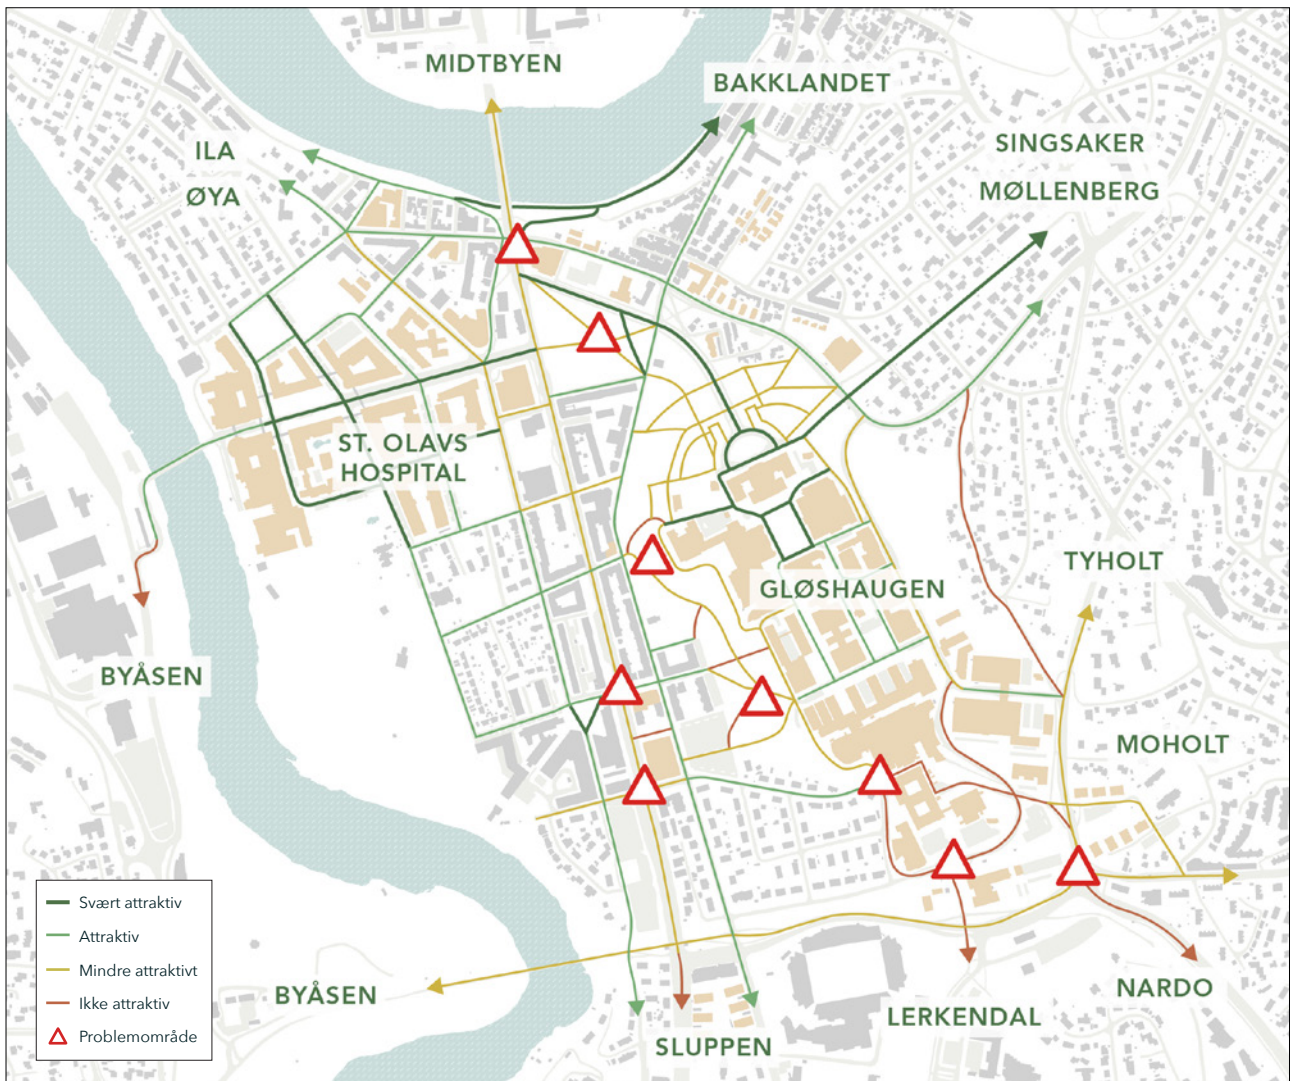 MIDTBYEN
BAKKLANDET
ILA
ØYA
SINGSAKER
MØLLENBERG
ST. OLAVS
HOSPITAL
TYHOLT
GLØSHAUGEN
BYÅSEN
MOHOLT
Svært attraktiv
Attraktiv
Mindre attraktivt
Ikke attraktiv
Problemområde
BYÅSEN
NARDO
LERKENDAL
SLUPPEN